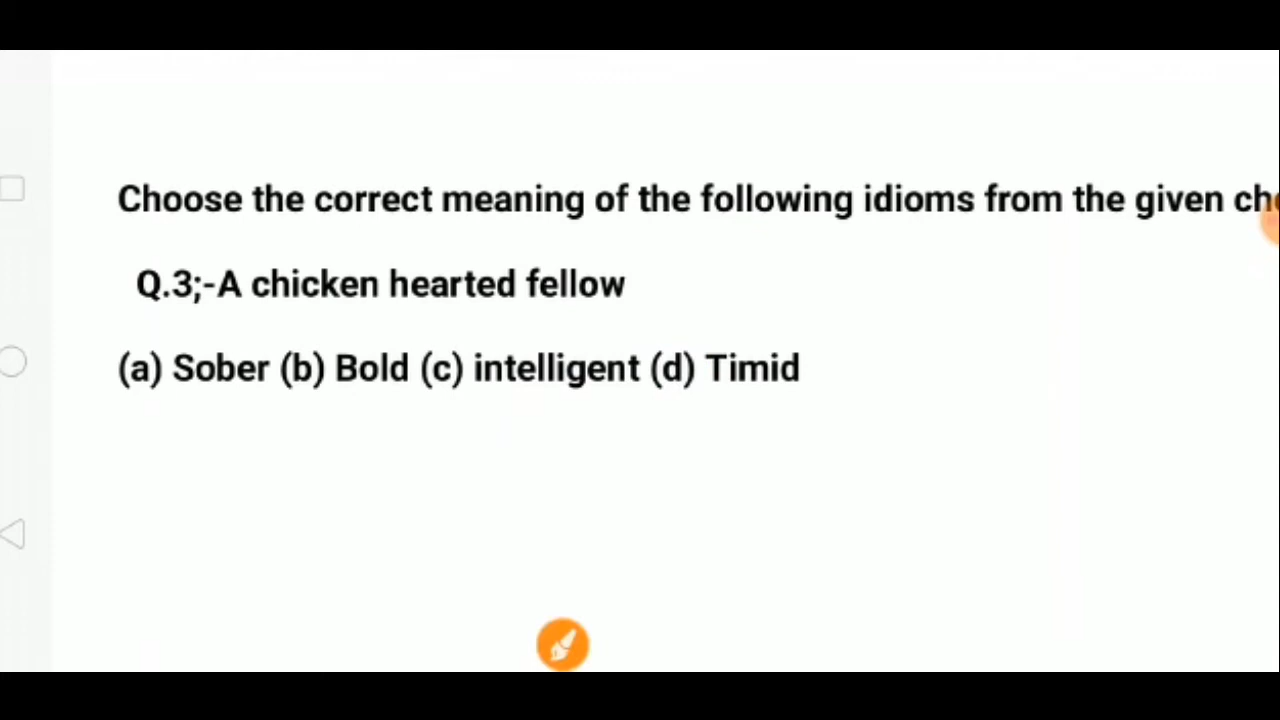 Choose the correct meaning of the following idioms from the given
Q.3;-A chicken hearted fellow
(a) Sober (b) Bold (c) intelligent (d) Timid